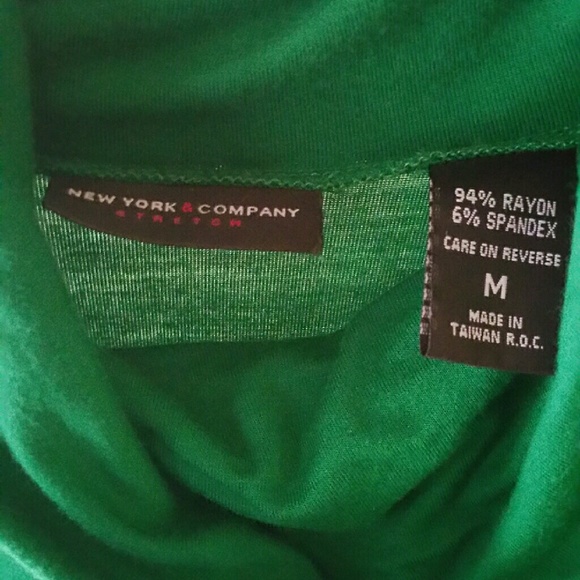 NEW YORK & COMPANY
STRETCH
94% RAYON
6% SPANDEX
CARE ON REVERSE
M
MADE IN
TAIWAN R.O.C.